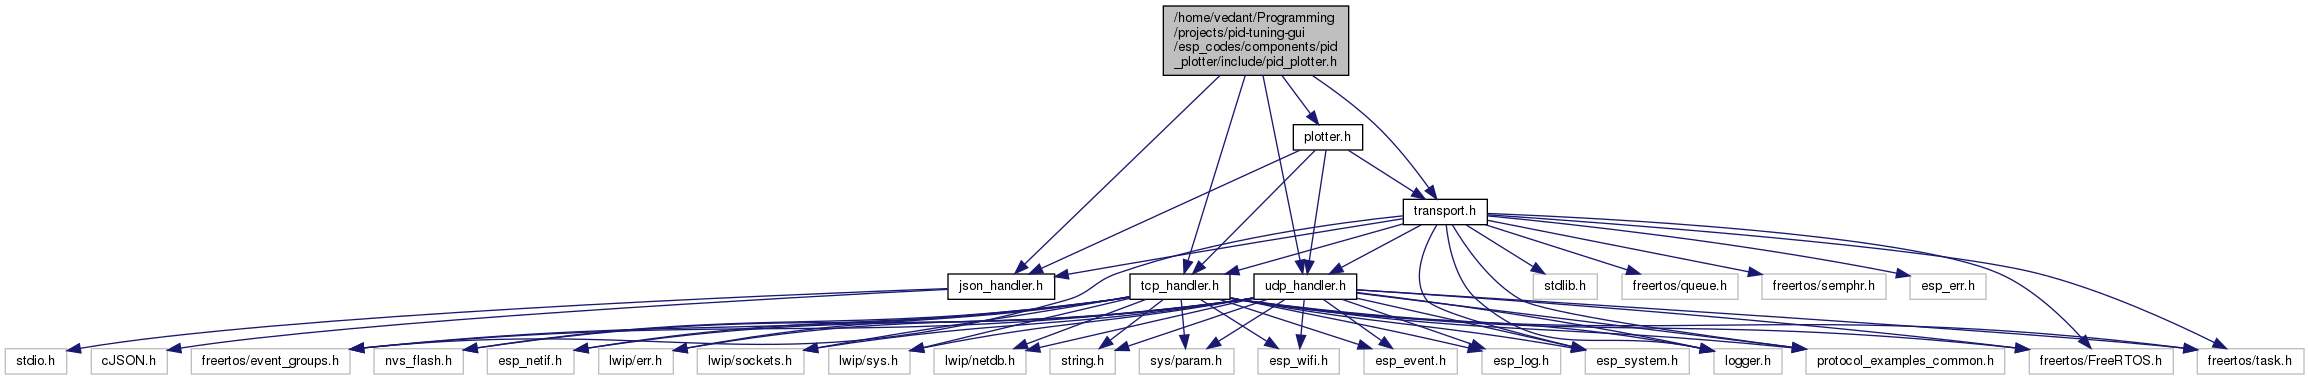 /home/vedant/Programming
/projects/pid-tuning-gui
/esp_codes/components/pid
_plotter/include/pid_plotter.h
plotter.h
transport.h
json_handler.h
tcp_handler.h
udp_handler.h
stdlib.h
freertos/queue.h
freertos/semphr.h
esp_err.h
stdio.h
cJSON.h
freertos/event_groups.h
nvs_flash.h
esp_netif.h
lwip/err.h
lwip/sockets.h
lwip/sys.h
lwip/netdb.h
string.h
sys/param.h
esp_wifi.h
esp_event.h
esp_log.h
esp_system.h
logger.h
protocol_examples_common.h
freertos/FreeRTOS.h
freertos/task.h